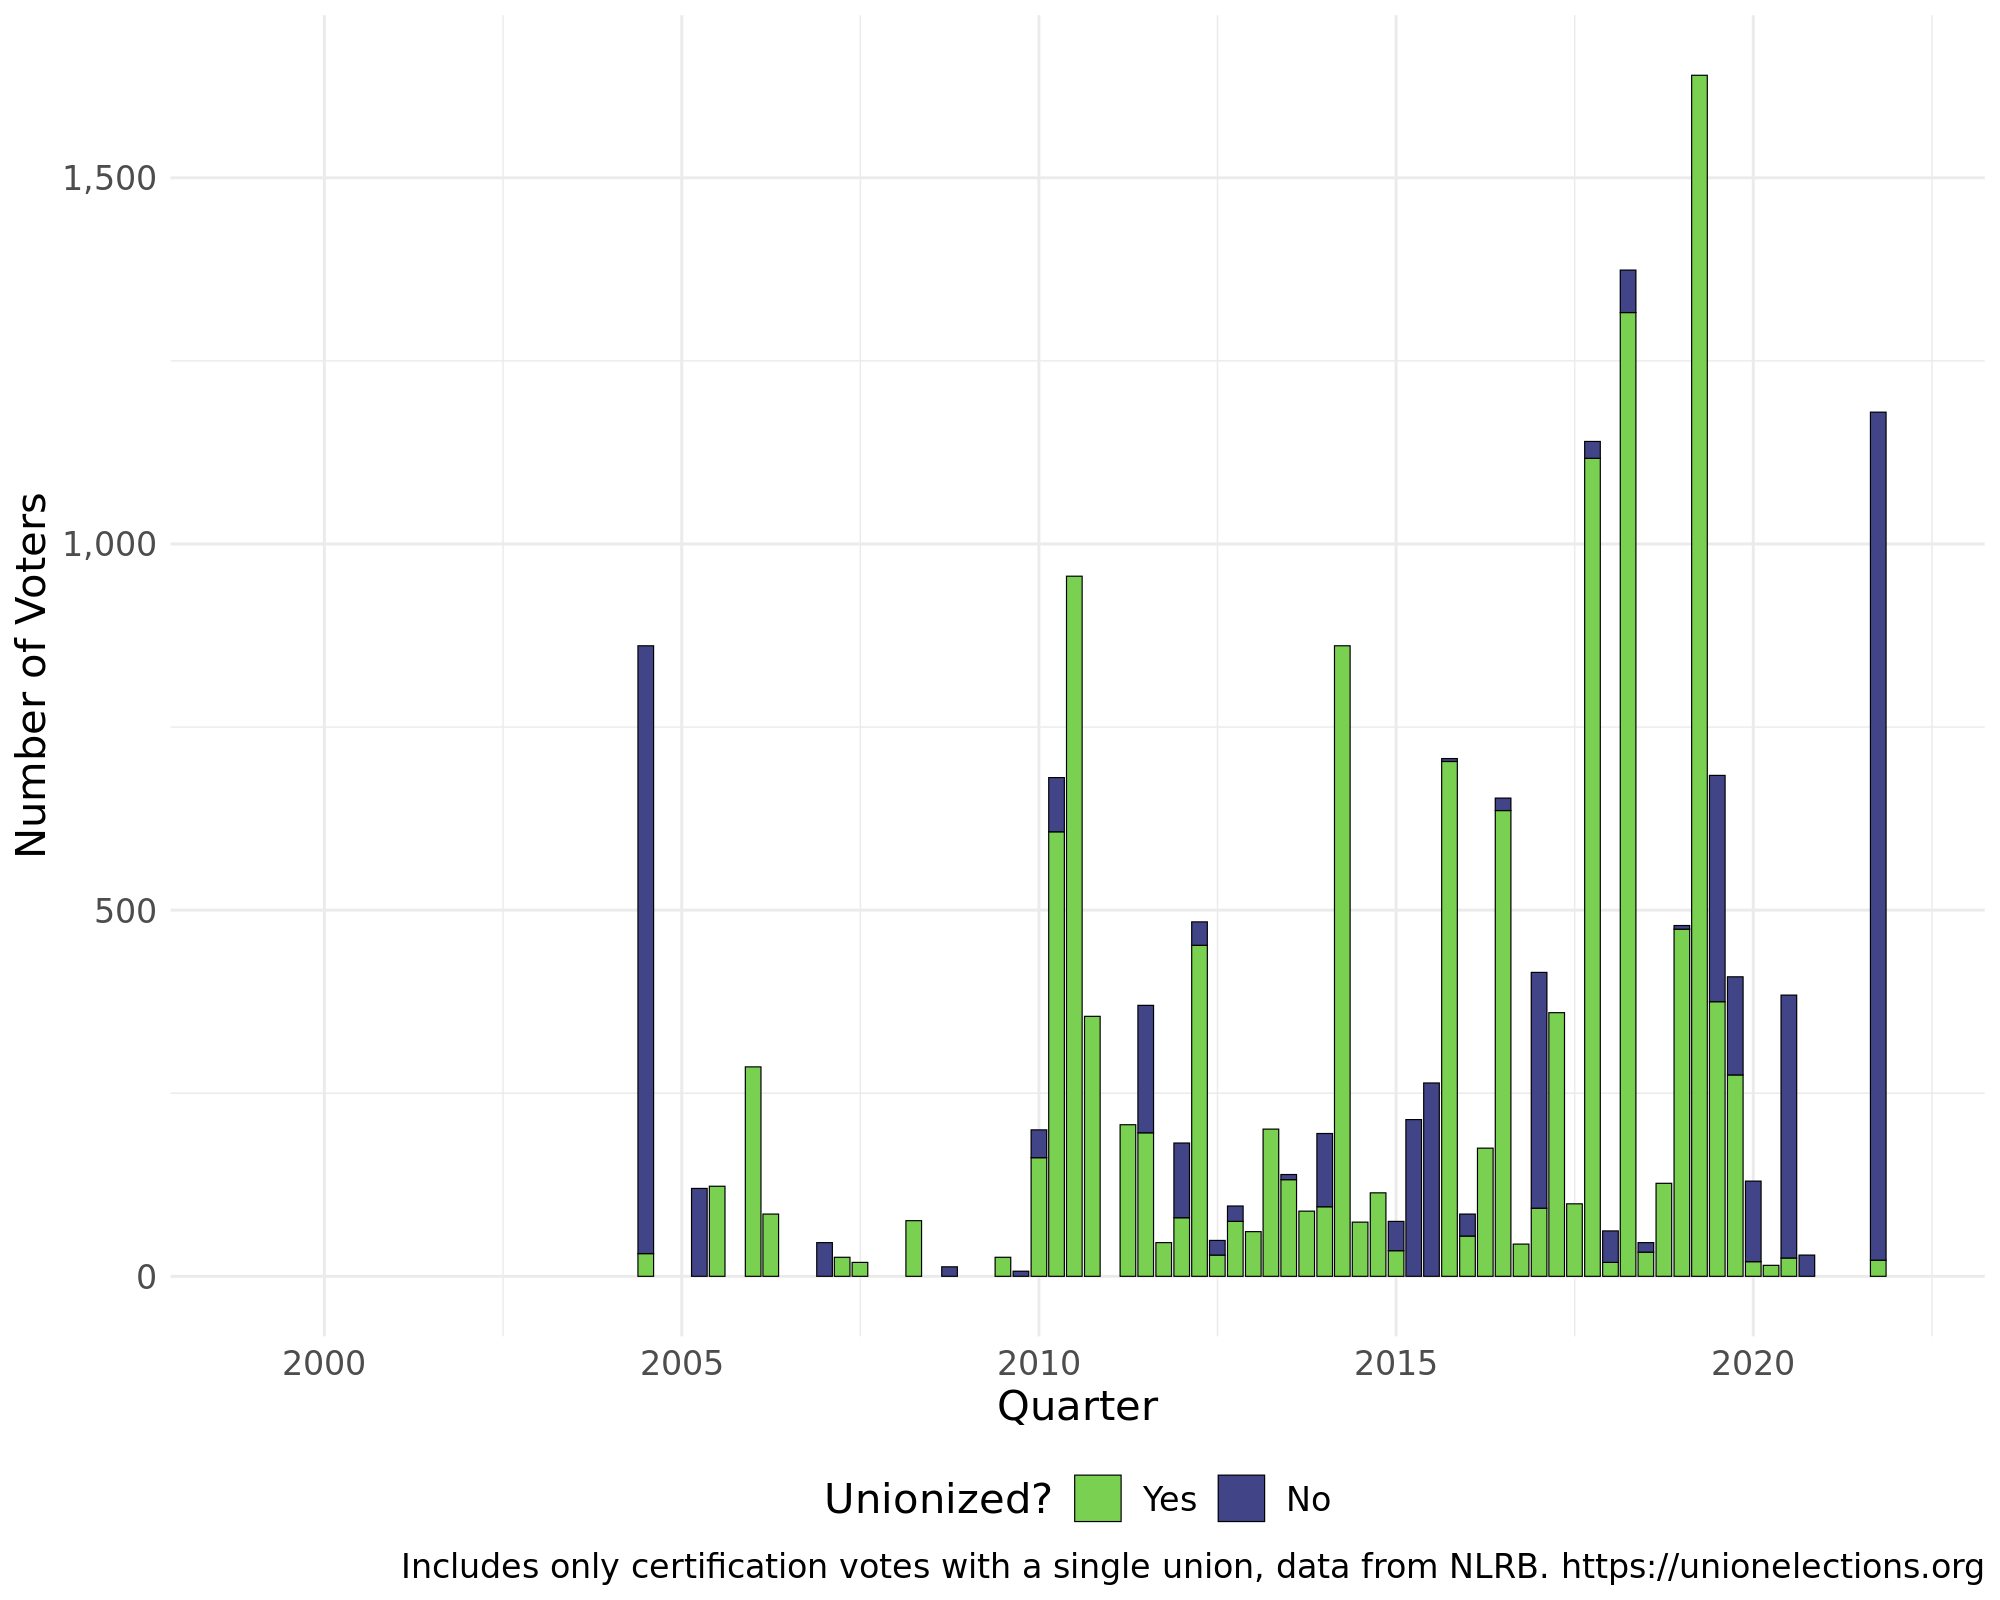 1,500
1,000
500
0
Number of Voters
2000 2005 2010 2015 2020
Quarter
Unionized? Yes No
Includes only certification votes with a single union, data from NLRB. https://unionelections.org